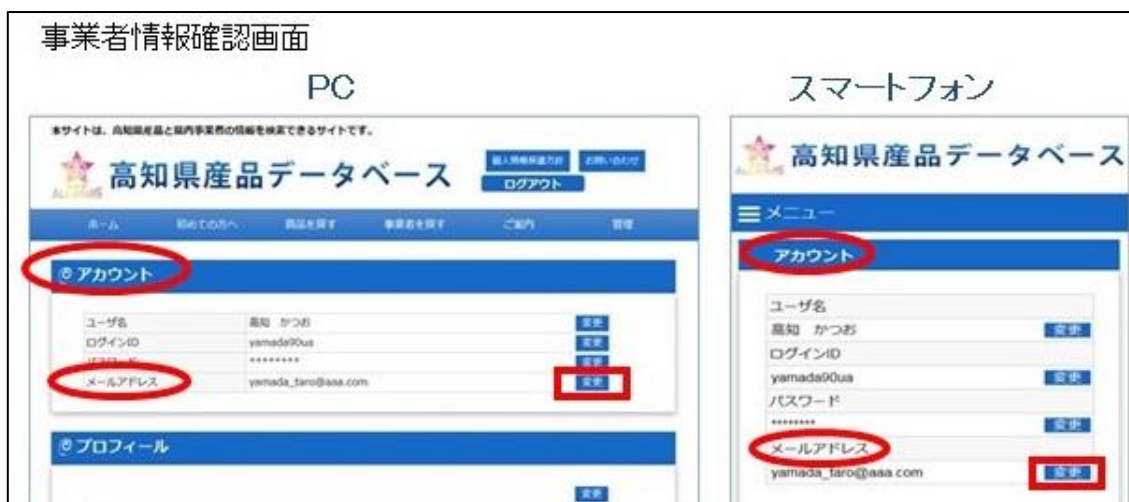 事業者情報確認画面
PC
本サイトは、高知県産品と県内事業者の情報を検索できるサイトです。
高知県産品データベース
個人情報保護方針 お問い合わせ
ログアウト
ホーム 初めての方へ 商品を探す 事業者を探す ご案内 管理
アカウント
ユーザ名 高知 かつお 変更
ログインID yamada90ua 変更
パスワード ******** 変更
メールアドレス yamada_taro@aaa.com 変更
プロフィール
変更
スマートフォン
高知県産品データベース
メニュー
アカウント
ユーザ名
高知 かつお 変更
ログインID
yamada90ua 変更
パスワード
******** 変更
メールアドレス
yamada_taro@aaa.com 変更